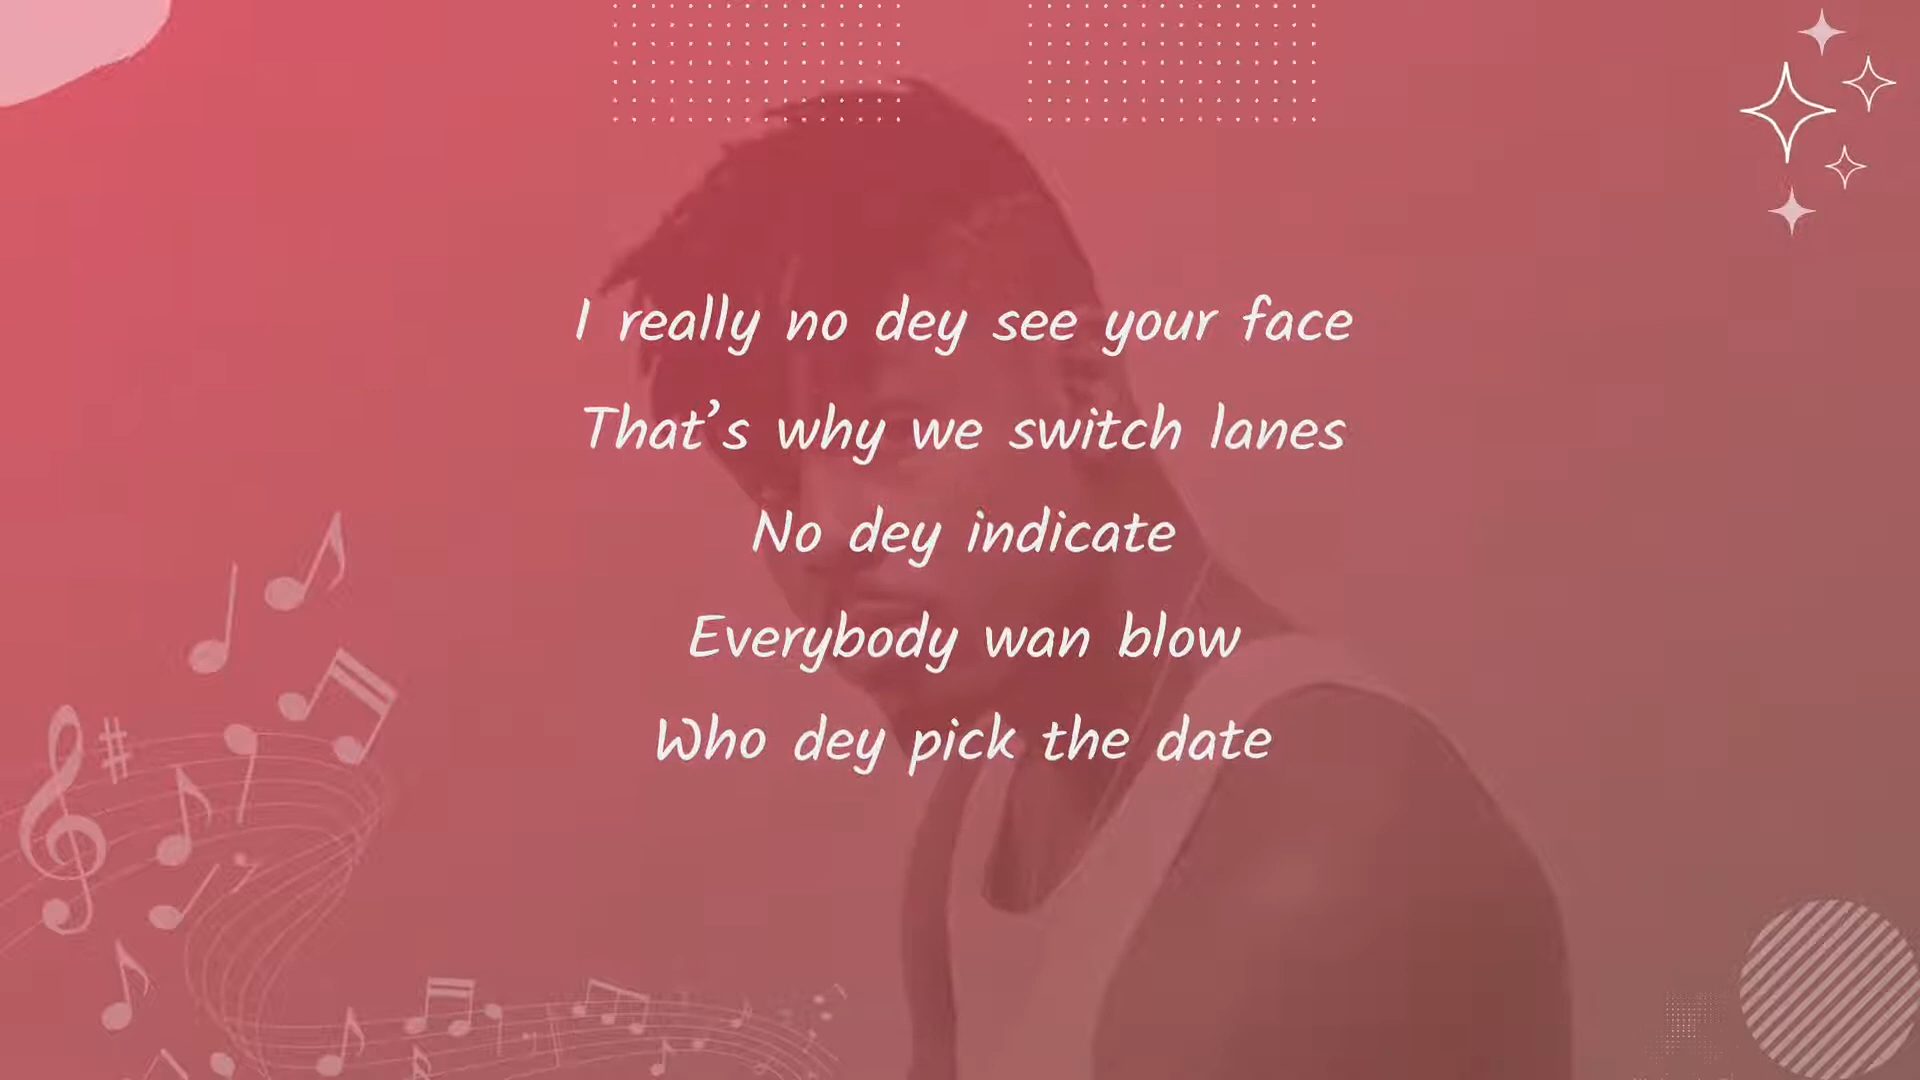 I really no dey see your face
That’s why we switch lanes
No dey indicate
Everybody wan blow
Who dey pick the date